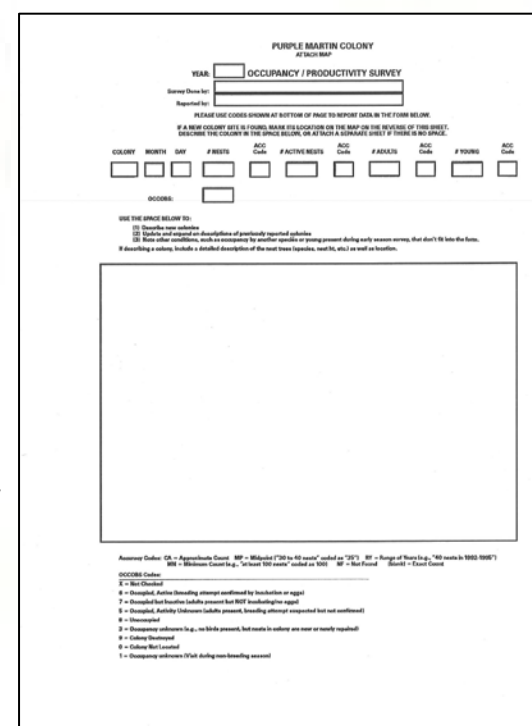 PURPLE MARTIN COLONY
ATTACH MAP
YEAR: OCCUPANCY / PRODUCTIVITY SURVEY
Survey Done by:
Reported by:
PLEASE USE CODES SHOWN AT BOTTOM OF PAGE TO REPORT DATA IN THE FORM BELOW.
IF A NEW COLONY SITE IS FOUND, MARK ITS LOCATION ON THE MAP ON THE REVERSE OF THIS SHEET.
DESCRIBE THE COLONY IN THE SPACE BELOW, OR ATTACH A SEPARATE SHEET IF THERE IS NO SPACE.
COLONY MONTH DAY # NESTS ACC Code # ACTIVE NESTS ACC Code # ADULTS ACC Code # YOUNG ACC Code
OCCOBS:
USE THE SPACE BELOW TO:
(1) Describe new colonies
(2) Update and expand on descriptions of previously reported colonies
(3) Note other conditions, such as occupancy by another species or young present during early season survey, that don't fit into the form.
If describing a colony, include a detailed description of the nest trees (species, nest ht, etc.) as well as location.
Accuracy Codes: CA = Approximate Count MP = Midpoint ("30 to 40 nests" coded as "35") RY = Range of Years (e.g., "40 nests in 1992-1995")
MN = Minimum Count (e.g., "at least 100 nests" coded as 100) NF = Not Found (blank) = Exact Count
OCCOBS Codes:
X = Not Checked
6 = Occupied, Active (breeding attempt confirmed by incubation or eggs)
7 = Occupied but Inactive (adults present but NOT incubating/no eggs)
5 = Occupied, Activity Unknown (adults present, breeding attempt suspected but not confirmed)
= Unoccupied
3 = Occupancy unknown (e.g., no birds present, but nests in colony are new or newly repaired)
= Colony Destroyed
0 = Colony Not Located
1 = Occupancy unknown (Visit during non-breeding season)